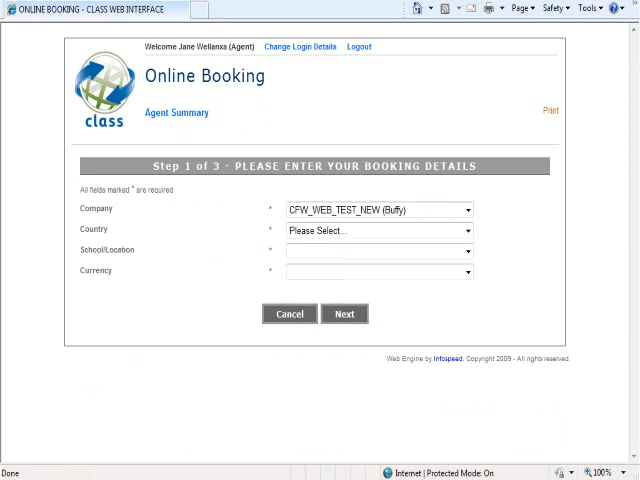 ONLINE BOOKING - CLASS WEB INTERFACE
Page Safety Tools
Welcome Jane Wellanxa (Agent) Change Login Details Logout
Online Booking
class
Agent Summary
Print
Step 1 of 3 - PLEASE ENTER YOUR BOOKING DETAILS
All fields marked * are required
Company * CFW_WEB_TEST_NEW (Buffy)
Country * Please Select...
School/Location *
Currency *
Cancel Next
Web Engine by Infospeed. Copyright 2009 - All rights reserved.
Done Internet | Protected Mode: On 100%